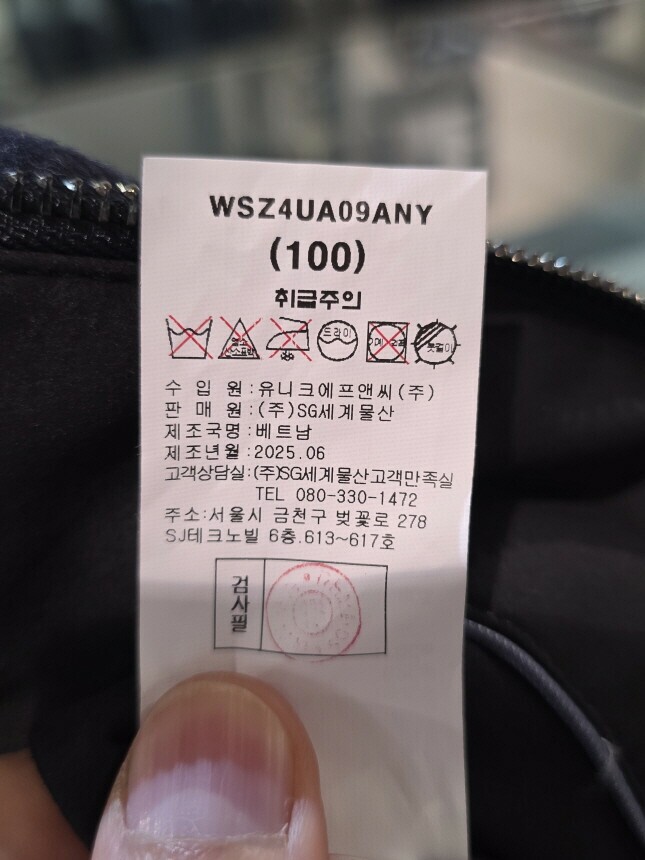 WSZ4UA09ANY
(100)
취급주의
드라이
옷걸이
수 입 원 : 유니크에프앤씨(주)
판 매 원 : (주)SG세계물산
제조국명 : 베트남
제조년월 : 2025.06
고객상담실:(주)SG세계물산고객만족실
TEL 080-330-1472
주소:서울시 금천구 벚꽃로 278
SJ테크노빌 6층.613~617호
검사필